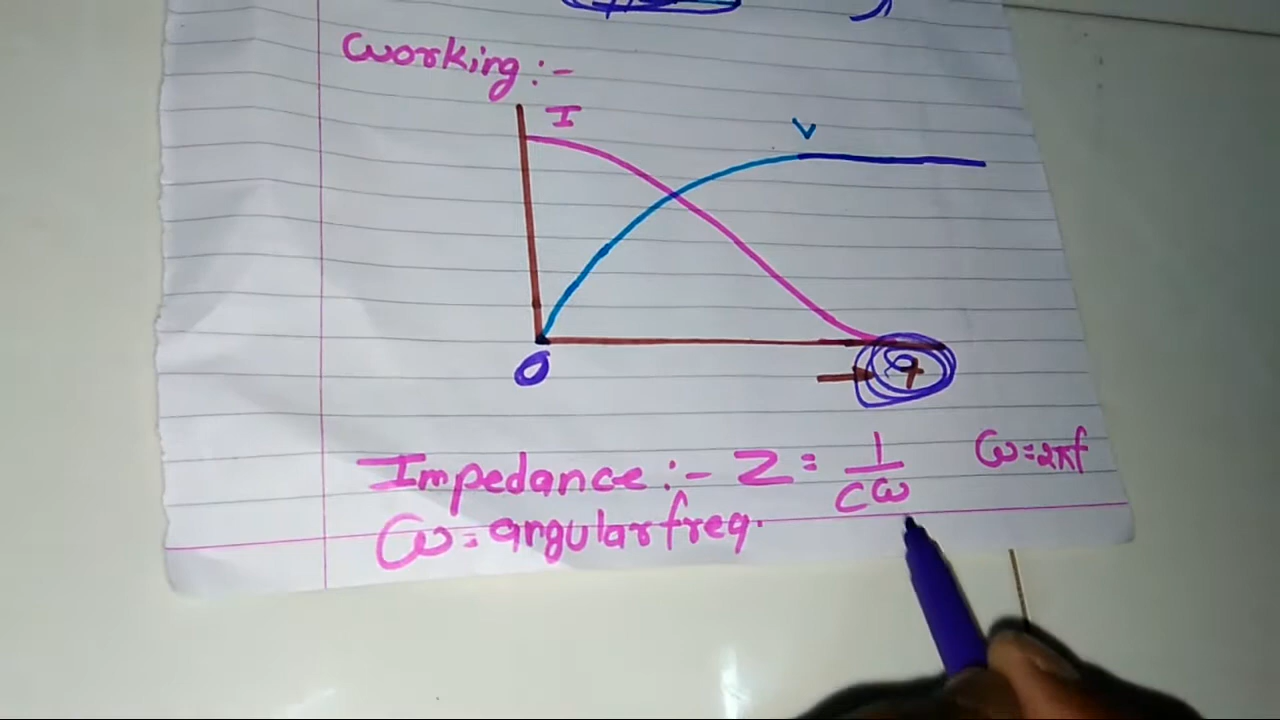 Working :-
I
V
0
Impedance :- Z = 1/Cω
ω=2πf
ω = angular freq.